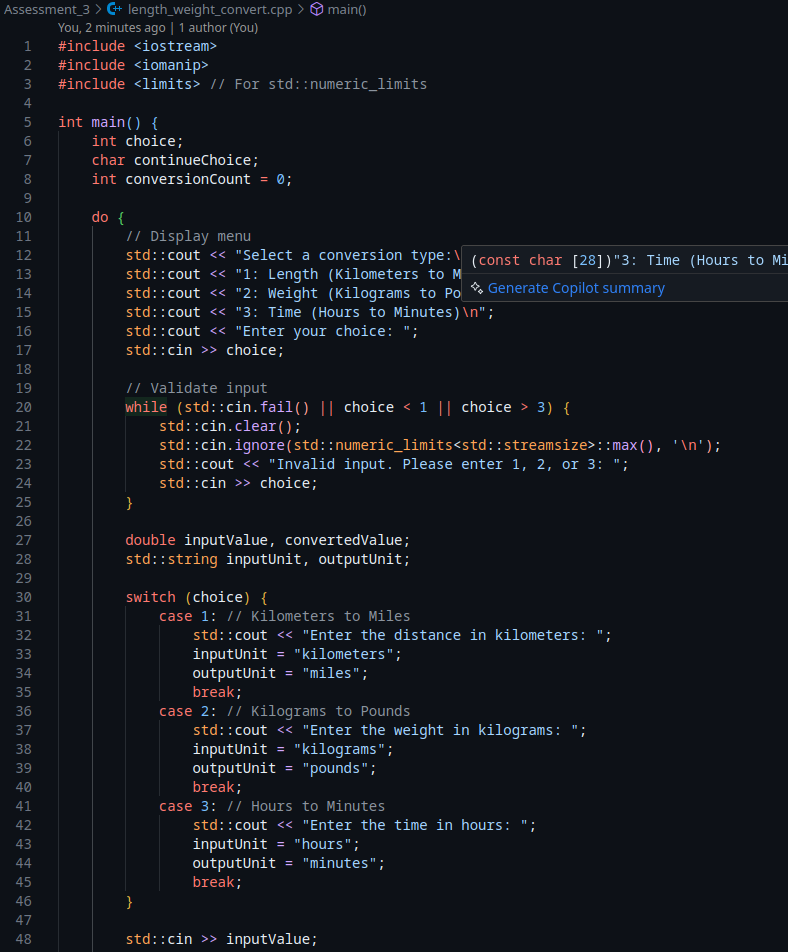 Assessment_3 > length_weight_convert.cpp > main()
You, 2 minutes ago | 1 author (You)
1 #include <iostream>
2 #include <iomanip>
3 #include <limits> // For std::numeric_limits
4
5 int main() {
6     int choice;
7     char continueChoice;
8     int conversionCount = 0;
9
10     do {
11         // Display menu
12         std::cout << "Select a conversion type:\
13         std::cout << "1: Length (Kilometers to M
14         std::cout << "2: Weight (Kilograms to Po
(const char [28])"3: Time (Hours to Mi
Generate Copilot summary
15         std::cout << "3: Time (Hours to Minutes)\n";
16         std::cout << "Enter your choice: ";
17         std::cin >> choice;
18
19         // Validate input
20         while (std::cin.fail() || choice < 1 || choice > 3) {
21             std::cin.clear();
22             std::cin.ignore(std::numeric_limits<std::streamsize>::max(), '\n');
23             std::cout << "Invalid input. Please enter 1, 2, or 3: ";
24             std::cin >> choice;
25         }
26
27         double inputValue, convertedValue;
28         std::string inputUnit, outputUnit;
29
30         switch (choice) {
31             case 1: // Kilometers to Miles
32                 std::cout << "Enter the distance in kilometers: ";
33                 inputUnit = "kilometers";
34                 outputUnit = "miles";
35                 break;
36             case 2: // Kilograms to Pounds
37                 std::cout << "Enter the weight in kilograms: ";
38                 inputUnit = "kilograms";
39                 outputUnit = "pounds";
40                 break;
41             case 3: // Hours to Minutes
42                 std::cout << "Enter the time in hours: ";
43                 inputUnit = "hours";
44                 outputUnit = "minutes";
45                 break;
46         }
47
48         std::cin >> inputValue;